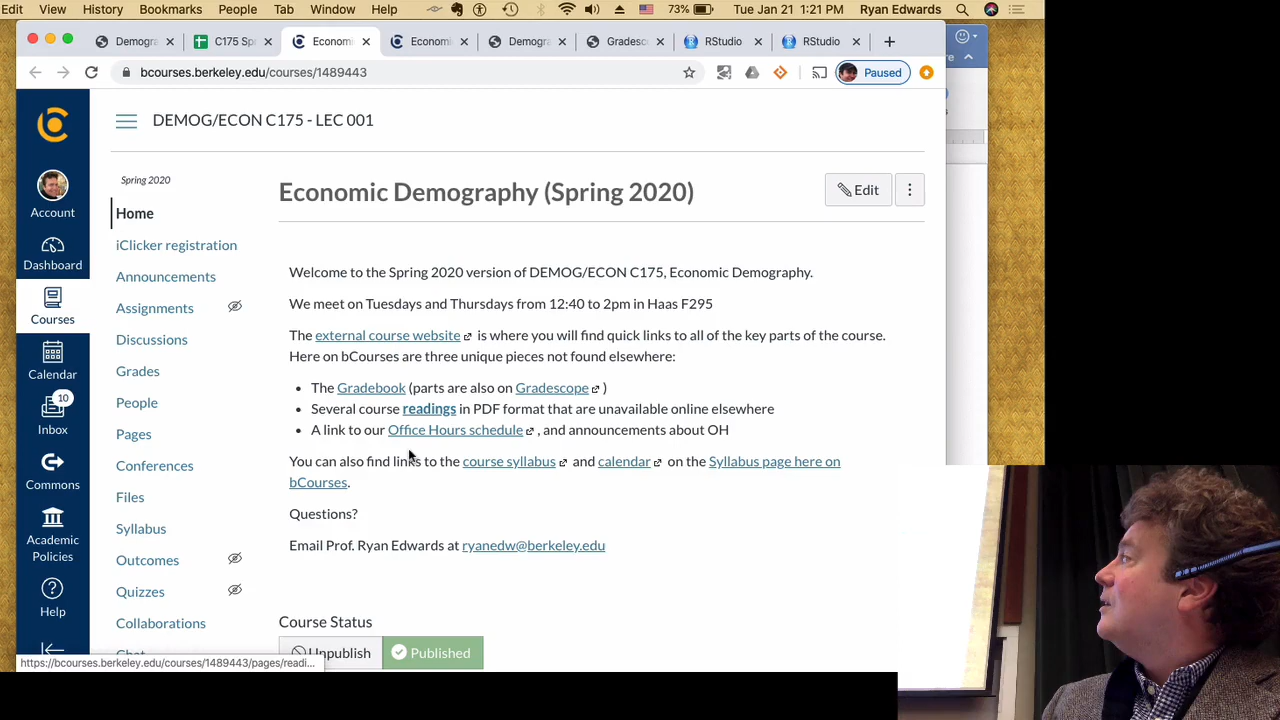 Edit View History Bookmarks People Tab Window Help 73% Tue Jan 21 1:21 PM Ryan Edwards
Demogra C175 Sp Economi Economi Demogr Gradesc RStudio RStudio
bcourses.berkeley.edu/courses/1489443 Paused
DEMOG/ECON C175 - LEC 001
Account
Dashboard
Courses
Calendar
10
Inbox
Commons
Academic
Policies
Help
Spring 2020
Home
iClicker registration
Announcements
Assignments
Discussions
Grades
People
Pages
Conferences
Files
Syllabus
Outcomes
Quizzes
Collaborations
Chat
Economic Demography (Spring 2020)
Edit
Welcome to the Spring 2020 version of DEMOG/ECON C175, Economic Demography.
We meet on Tuesdays and Thursdays from 12:40 to 2pm in Haas F295
The external course website is where you will find quick links to all of the key parts of the course.
Here on bCourses are three unique pieces not found elsewhere:
• The Gradebook (parts are also on Gradescope )
• Several course readings in PDF format that are unavailable online elsewhere
• A link to our Office Hours schedule , and announcements about OH
You can also find links to the course syllabus and calendar on the Syllabus page here on
bCourses.
Questions?
Email Prof. Ryan Edwards at ryanedw@berkeley.edu
Course Status
Unpublish Published
https://bcourses.berkeley.edu/courses/1489443/pages/readi...